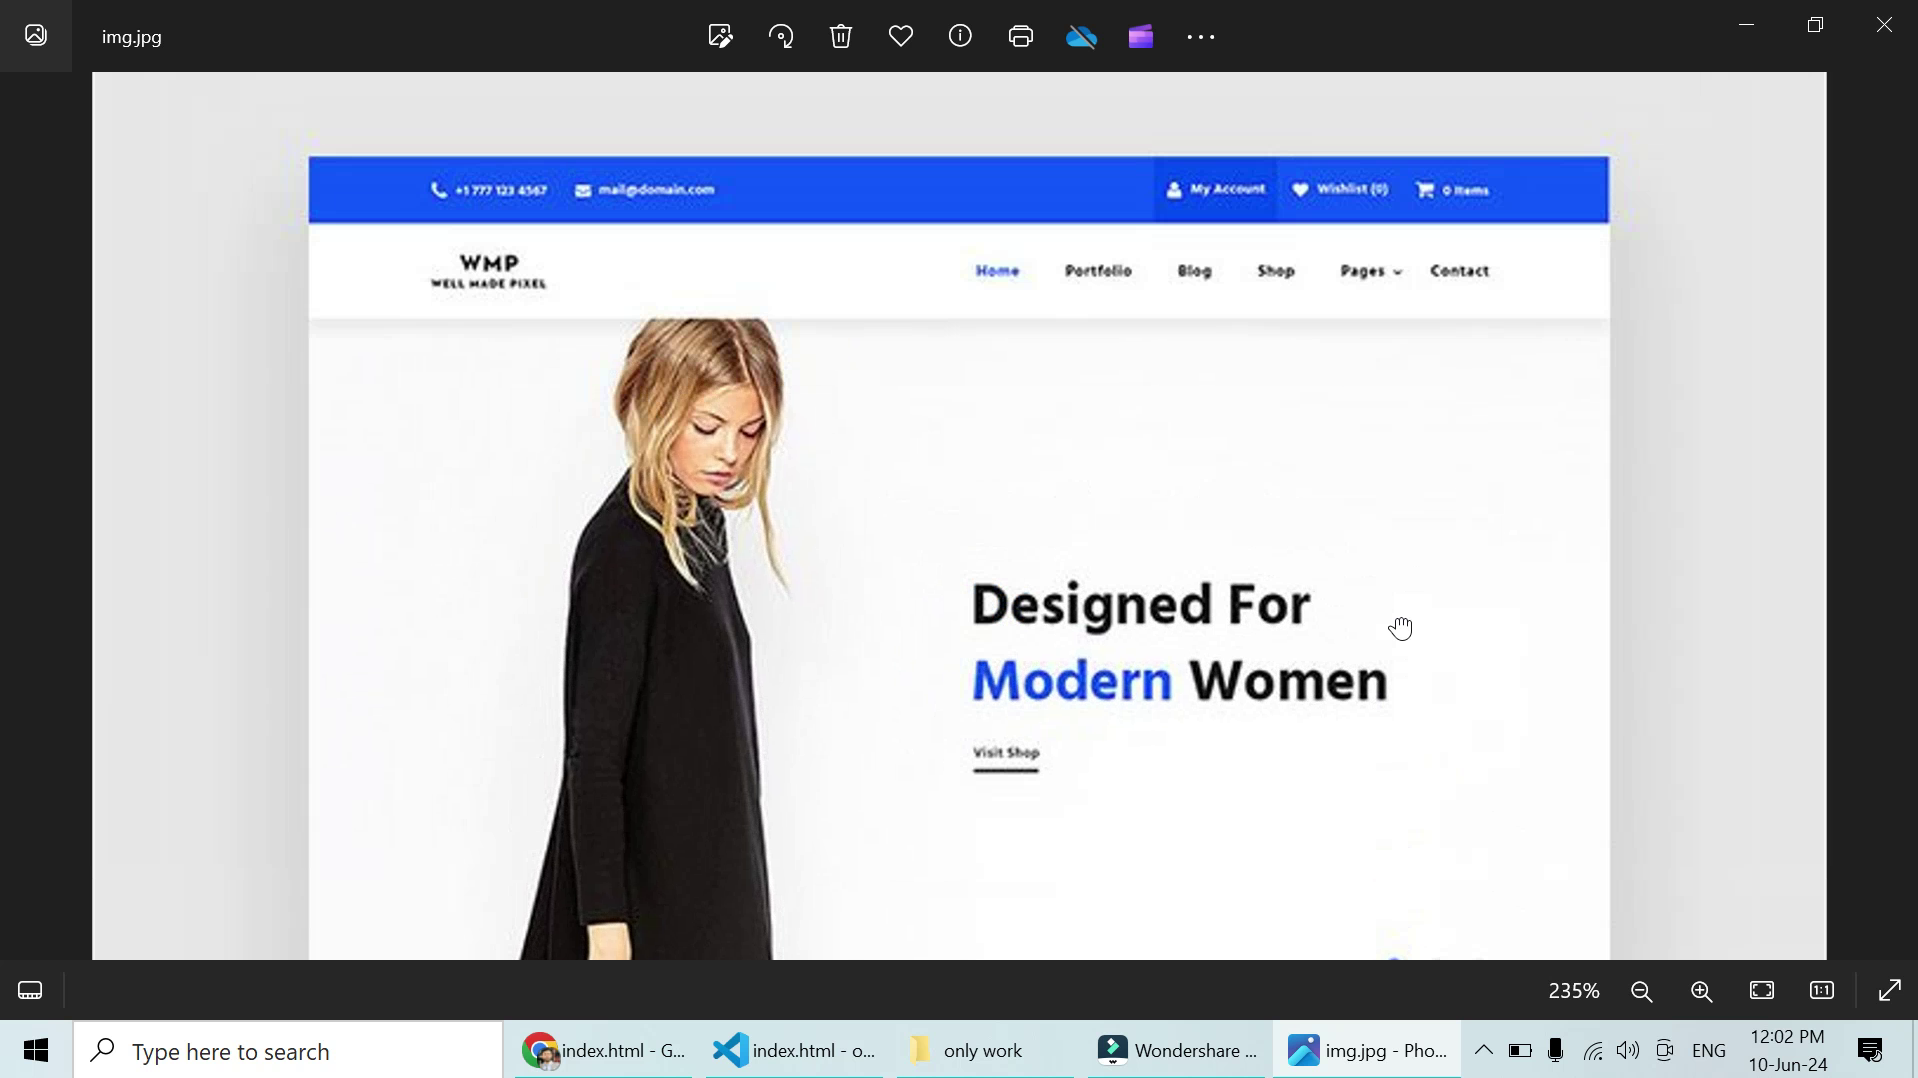 img.jpg
+1 777 123 4567 mail@domain.com My Account Wishlist (0) 0 Items
WMP
WELL MADE PIXEL
Home Portfolio Blog Shop Pages Contact
Designed For
Modern Women
Visit Shop
235% 1:1
Type here to search
index.html - G... index.html - o... only work Wondershare ... img.jpg - Pho... ENG
12:02 PM
10-Jun-24